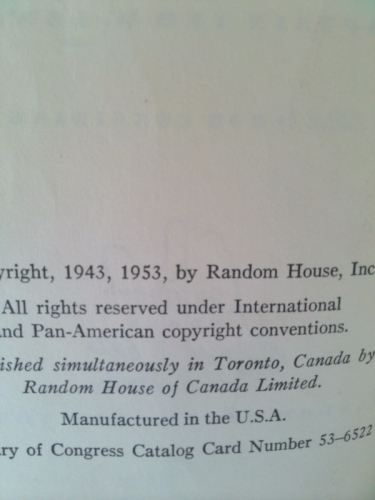 yright, 1943, 1953, by Random House, Inc
All rights reserved under International
nd Pan-American copyright conventions.
ished simultaneously in Toronto, Canada by
Random House of Canada Limited.
Manufactured in the U.S.A.
ry of Congress Catalog Card Number 53-6522